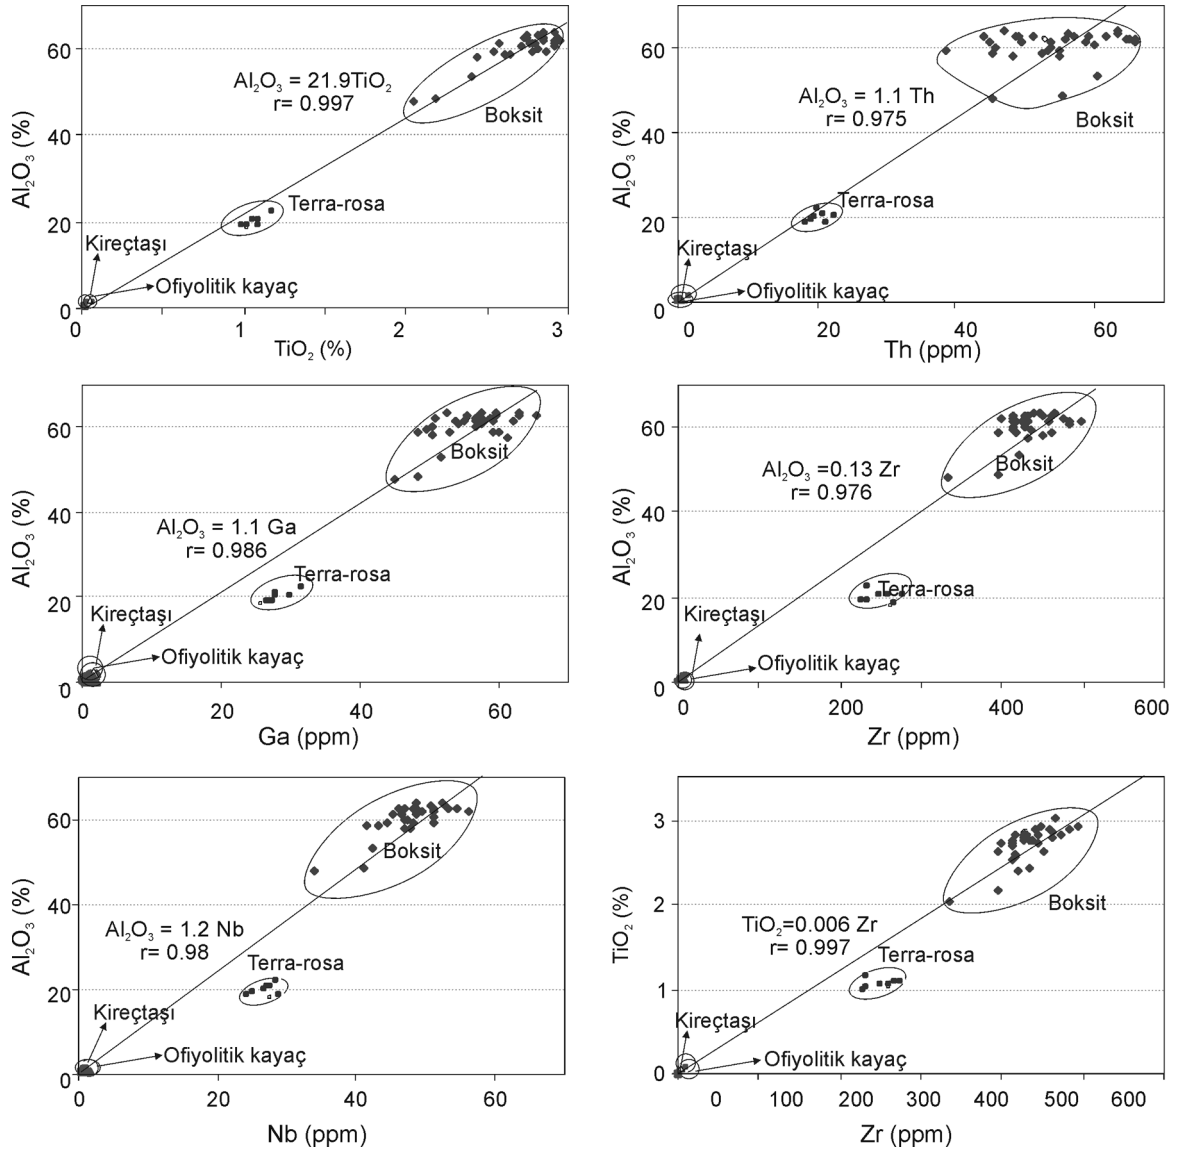 Al₂O₃ (%)
60
40
20
0
Al₂O₃ = 21.9TiO₂
r= 0.997
Boksit
Terra-rosa
Kireçtaşı
Ofiyolitik kayaç
0 1 2 3
TiO₂ (%)
Al₂O₃ (%)
60
40
20
0
Al₂O₃ = 1.1 Th
r= 0.975
Boksit
Terra-rosa
Kireçtaşı
Ofiyolitik kayaç
0 20 40 60
Th (ppm)
Al₂O₃ (%)
60
40
20
0
Boksit
Al₂O₃ = 1.1 Ga
r= 0.986
Terra-rosa
Kireçtaşı
Ofiyolitik kayaç
0 20 40 60
Ga (ppm)
Al₂O₃ (%)
60
40
20
0
Boksit
Al₂O₃ =0.13 Zr
r= 0.976
Terra-rosa
Kireçtaşı
Ofiyolitik kayaç
0 200 400 600
Zr (ppm)
Al₂O₃ (%)
60
40
20
0
Boksit
Al₂O₃ = 1.2 Nb
r= 0.98
Terra-rosa
Kireçtaşı
Ofiyolitik kayaç
0 20 40 60
Nb (ppm)
TiO₂ (%)
3
2
1
0
Boksit
TiO₂=0.006 Zr
r= 0.997
Terra-rosa
Kireçtaşı
Ofiyolitik kayaç
0 100 200 300 400 500 600
Zr (ppm)